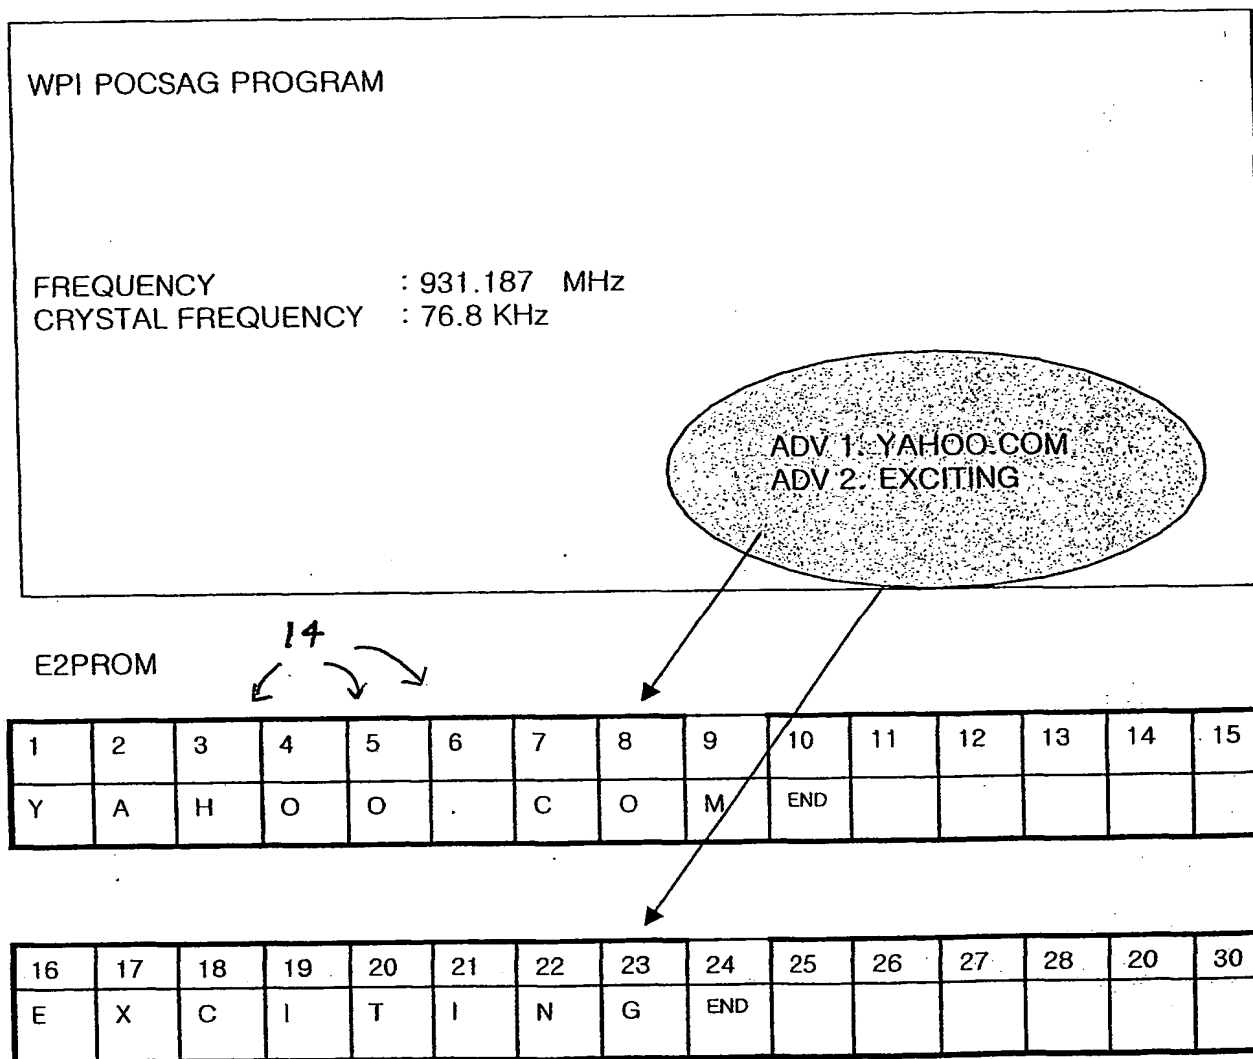 WPI POCSAG PROGRAM
FREQUENCY : 931.187 MHz
CRYSTAL FREQUENCY : 76.8 KHz
ADV 1. YAHOO.COM
ADV 2. EXCITING
14
E2PROM
1 2 3 4 5 6 7 8 9 10 11 12 13 14 15
Y A H O O . C O M END
16 17 18 19 20 21 22 23 24 25 26 27 28 20 30
E X C I T I N G END